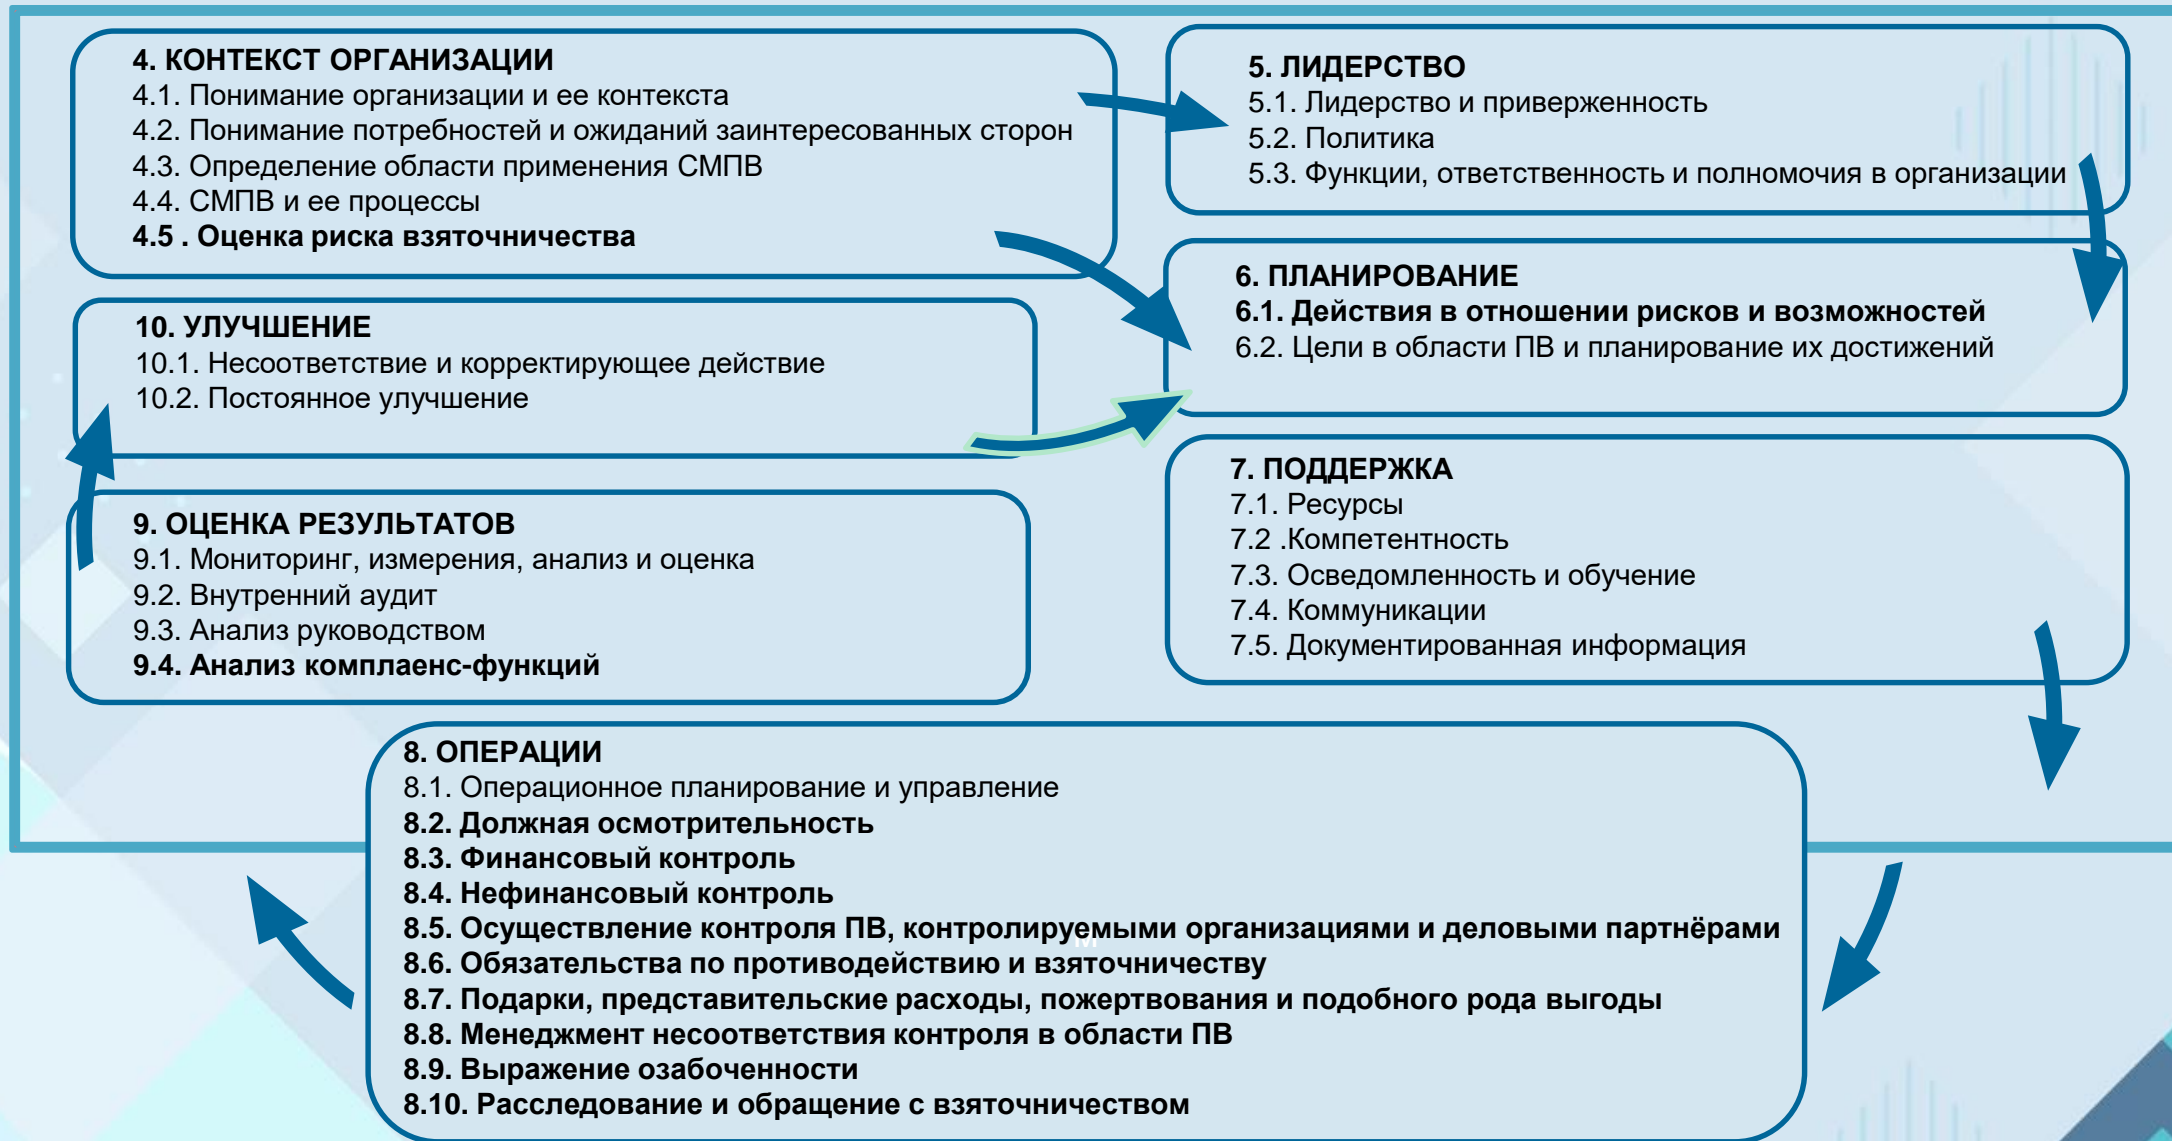 4. КОНТЕКСТ ОРГАНИЗАЦИИ
4.1. Понимание организации и ее контекста
4.2. Понимание потребностей и ожиданий заинтересованных сторон
4.3. Определение области применения СМПВ
4.4. СМПВ и ее процессы
4.5 . Оценка риска взяточничества
5. ЛИДЕРСТВО
5.1. Лидерство и приверженность
5.2. Политика
5.3. Функции, ответственность и полномочия в организации
6. ПЛАНИРОВАНИЕ
6.1. Действия в отношении рисков и возможностей
6.2. Цели в области ПВ и планирование их достижений
10. УЛУЧШЕНИЕ
10.1. Несоответствие и корректирующее действие
10.2. Постоянное улучшение
7. ПОДДЕРЖКА
7.1. Ресурсы
7.2 .Компетентность
7.3. Осведомленность и обучение
7.4. Коммуникации
7.5. Документированная информация
9. ОЦЕНКА РЕЗУЛЬТАТОВ
9.1. Мониторинг, измерения, анализ и оценка
9.2. Внутренний аудит
9.3. Анализ руководством
9.4. Анализ комплаенс-функций
8. ОПЕРАЦИИ
8.1. Операционное планирование и управление
8.2. Должная осмотрительность
8.3. Финансовый контроль
8.4. Нефинансовый контроль
8.5. Осуществление контроля ПВ, контролируемыми организациями и деловыми партнёрами
8.6. Обязательства по противодействию и взяточничеству
8.7. Подарки, представительские расходы, пожертвования и подобного рода выгоды
8.8. Менеджмент несоответствия контроля в области ПВ
8.9. Выражение озабоченности
8.10. Расследование и обращение с взяточничеством